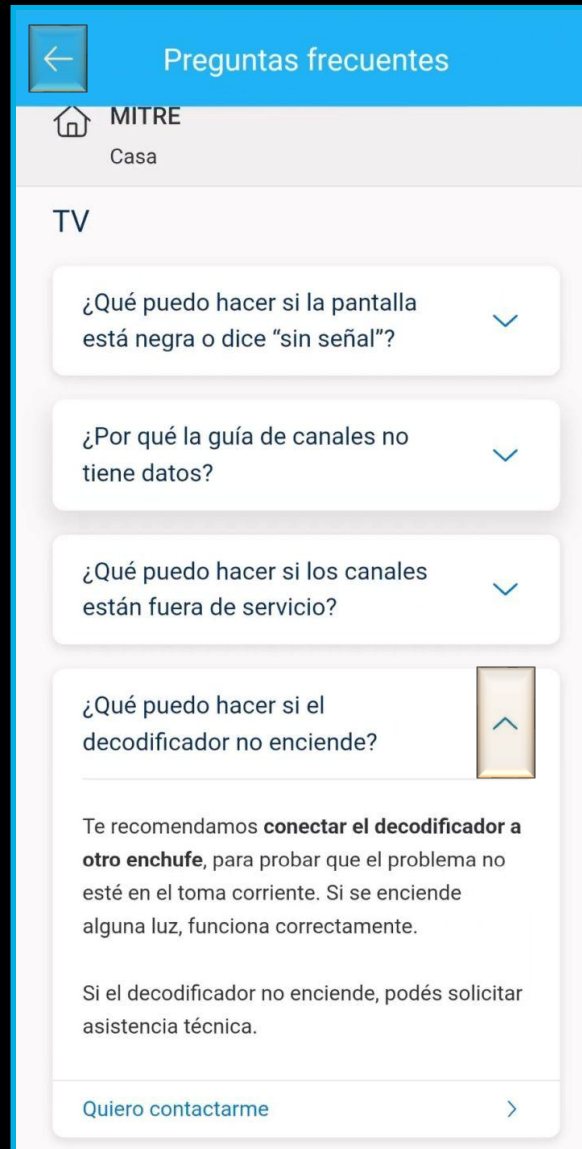 Preguntas frecuentes
MITRE
Casa
TV
¿Qué puedo hacer si la pantalla
está negra o dice “sin señal”?
¿Por qué la guía de canales no
tiene datos?
¿Qué puedo hacer si los canales
están fuera de servicio?
¿Qué puedo hacer si el
decodificador no enciende?
Te recomendamos conectar el decodificador a
otro enchufe, para probar que el problema no
esté en el toma corriente. Si se enciende
alguna luz, funciona correctamente.
Si el decodificador no enciende, podés solicitar
asistencia técnica.
Quiero contactarme